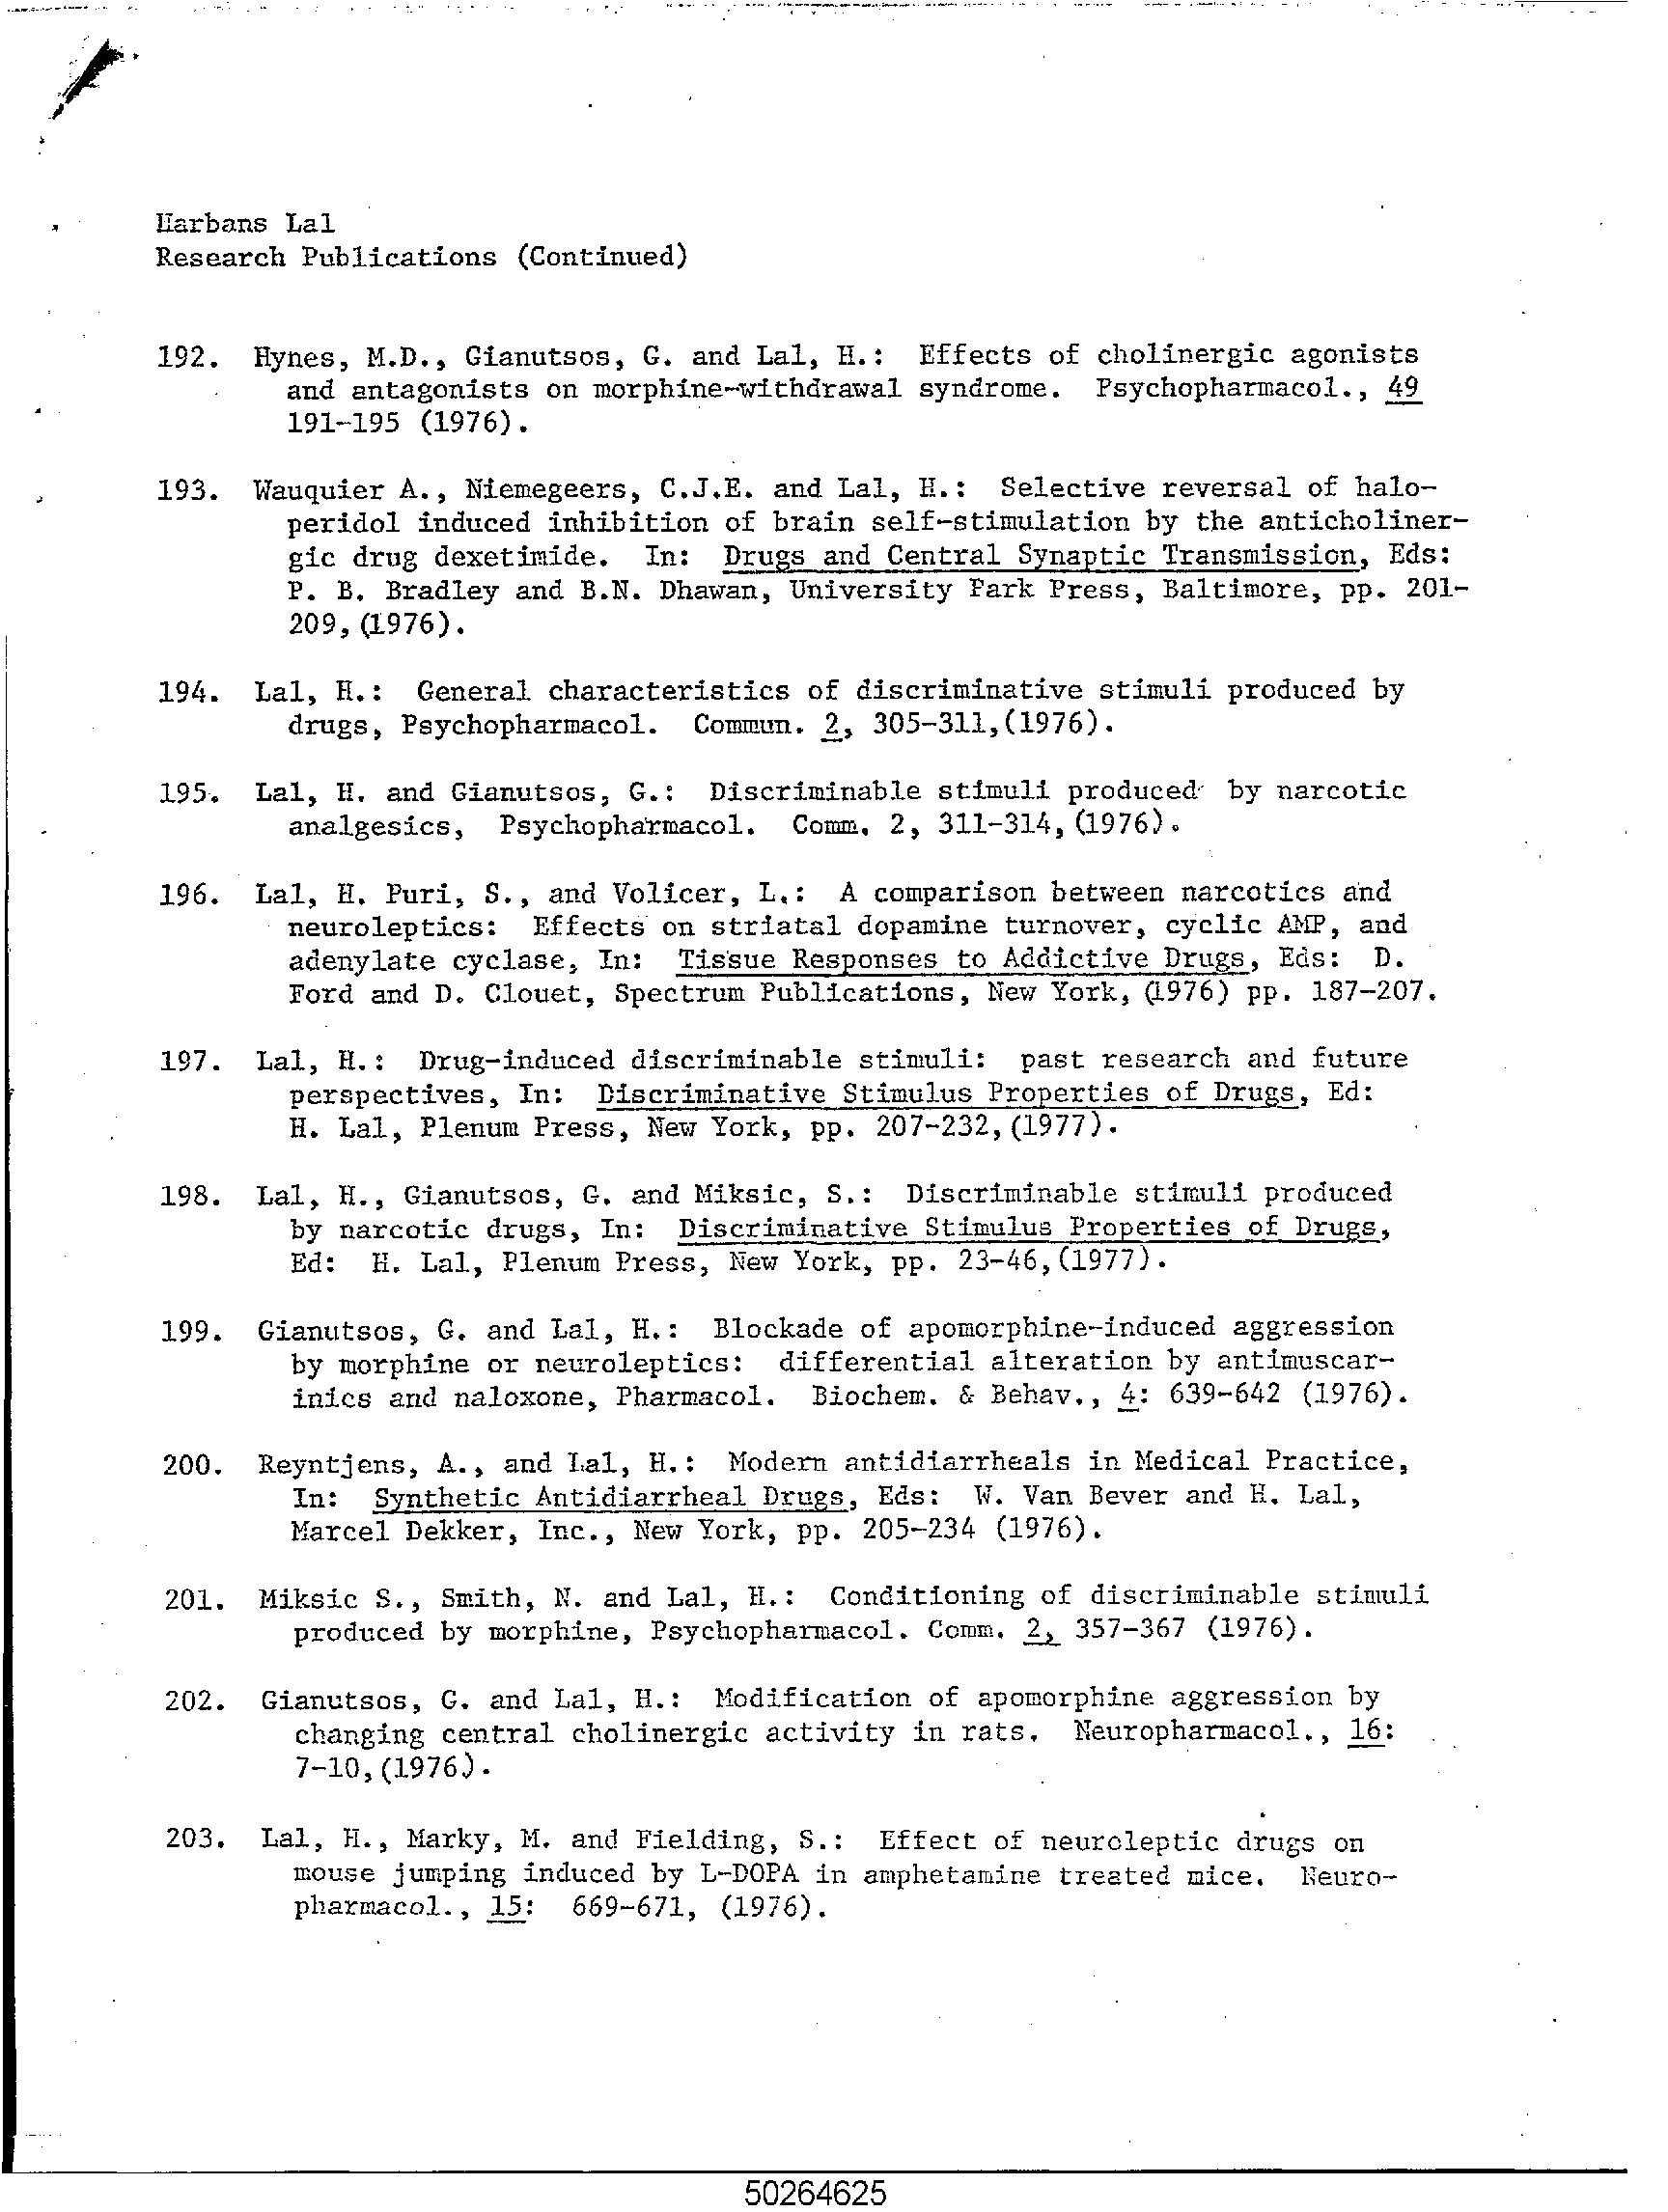 Harbans Lal
Research Publications (Continued)
192. Hynes, M.D., Gianutsos, G. and Lal, H.: Effects of cholinergic agonists
and antagonists on morphine-withdrawal syndrome. Psychopharmacol., 49
191-195 (1976).
193. Wauquier A., Niemegeers, C.J.E. and Lal, H.: Selective reversal of halo-
peridol induced inhibition of brain self-stimulation by the anticholiner-
gic drug dexetimide. In: Drugs and Central Synaptic Transmission, Eds:
P. B. Bradley and B.N. Dhawan, University Park Press, Baltimore, pp. 201-
209,(1976).
194. Lal, H.: General characteristics of discriminative stimuli produced by
drugs, Psychopharmacol. Commun. 2, 305-311,(1976).
195. Lal, H. and Gianutsos, G.: Discriminable stimuli produced by narcotic
analgesics, Psychopharmacol. Comm. 2, 311-314,(1976).
196. Lal, H. Puri, S., and Volicer, L.: A comparison between narcotics and
neuroleptics: Effects on striatal dopamine turnover, cyclic AMP, and
adenylate cyclase, In: Tissue Responses to Addictive Drugs, Eds: D.
Ford and D. Clouet, Spectrum Publications, New York, (1976) pp. 187-207.
197. Lal, H.: Drug-induced discriminable stimuli: past research and future
perspectives, In: Discriminative Stimulus Properties of Drugs, Ed:
H. Lal, Plenum Press, New York, pp. 207-232,(1977).
198. Lal, H., Gianutsos, G. and Miksic, S.: Discriminable stimuli produced
by narcotic drugs, In: Discriminative Stimulus Properties of Drugs,
Ed: H. Lal, Plenum Press, New York, pp. 23-46,(1977).
199. Gianutsos, G. and Lal, H.: Blockade of apomorphine-induced aggression
by morphine or neuroleptics: differential alteration by antimuscar-
inics and naloxone, Pharmacol. Biochem. & Behav., 4: 639-642 (1976).
200. Reyntjens, A., and Lal, H.: Modern antidiarrheals in Medical Practice,
In: Synthetic Antidiarrheal Drugs, Eds: W. Van Bever and H. Lal,
Marcel Dekker, Inc., New York, pp. 205-234 (1976).
201. Miksic S., Smith, N. and Lal, H.: Conditioning of discriminable stimuli
produced by morphine, Psychopharmacol. Comm. 2, 357-367 (1976).
202. Gianutsos, G. and Lal, H.: Modification of apomorphine aggression by
changing central cholinergic activity in rats. Neuropharmacol., 16:
7-10,(1976).
203. Lal, H., Marky, M. and Fielding, S.: Effect of neuroleptic drugs on
mouse jumping induced by L-DOPA in amphetamine treated mice. Neuro-
pharmacol., 15: 669-671, (1976).
50264625